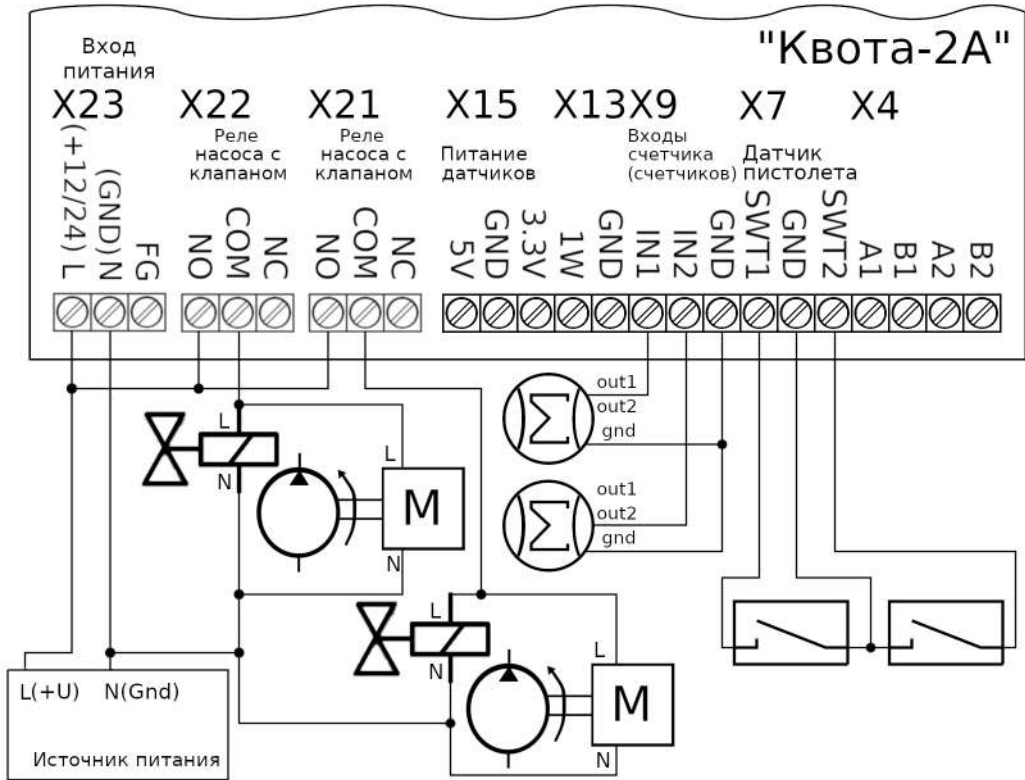 "Квота-2А"
Вход
питания
X23
X22
X21
X15
X13
X9
X7
X4
Реле
насоса с
клапаном
Реле
насоса с
клапаном
Питание
датчиков
Входы
счетчика
(счетчиков)
Датчик
пистолета
(+12/24) L
(GND) N
FG
NO
COM
NC
NO
COM
NC
5V
GND
3.3V
1W
GND
IN1
IN2
GND
SWT1
GND
SWT2
A1
B1
A2
B2
out1
out2
gnd
L
L
N
M
N
out1
out2
gnd
L
L
N
M
N
L(+U)
N(Gnd)
Источник питания